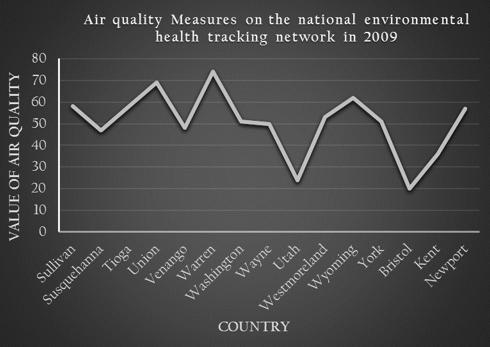 Air quality Measures on the national environmental
health tracking network in 2009
VALUE OF AIR QUALITY
80
70
60
50
40
30
20
10
0
Sullivan
Susquehanna
Tioga
Union
Venango
Warren
Washington
Wayne
Utah
Westmoreland
Wyoming
York
Bristol
Kent
Newport
COUNTRY